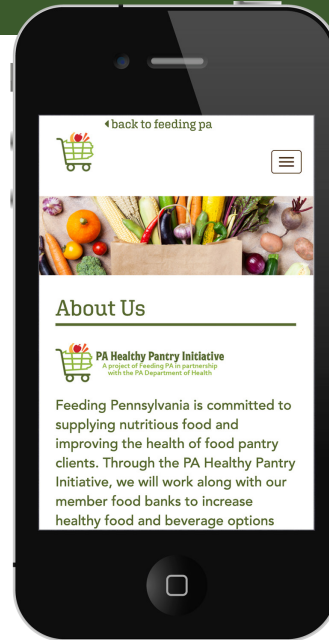 back to feeding pa
About Us
PA Healthy Pantry Initiative
A project of Feeding PA in partnership
with the PA Department of Health
Feeding Pennsylvania is committed to
supplying nutritious food and
improving the health of food pantry
clients. Through the PA Healthy Pantry
Initiative, we will work along with our
member food banks to increase
healthy food and beverage options